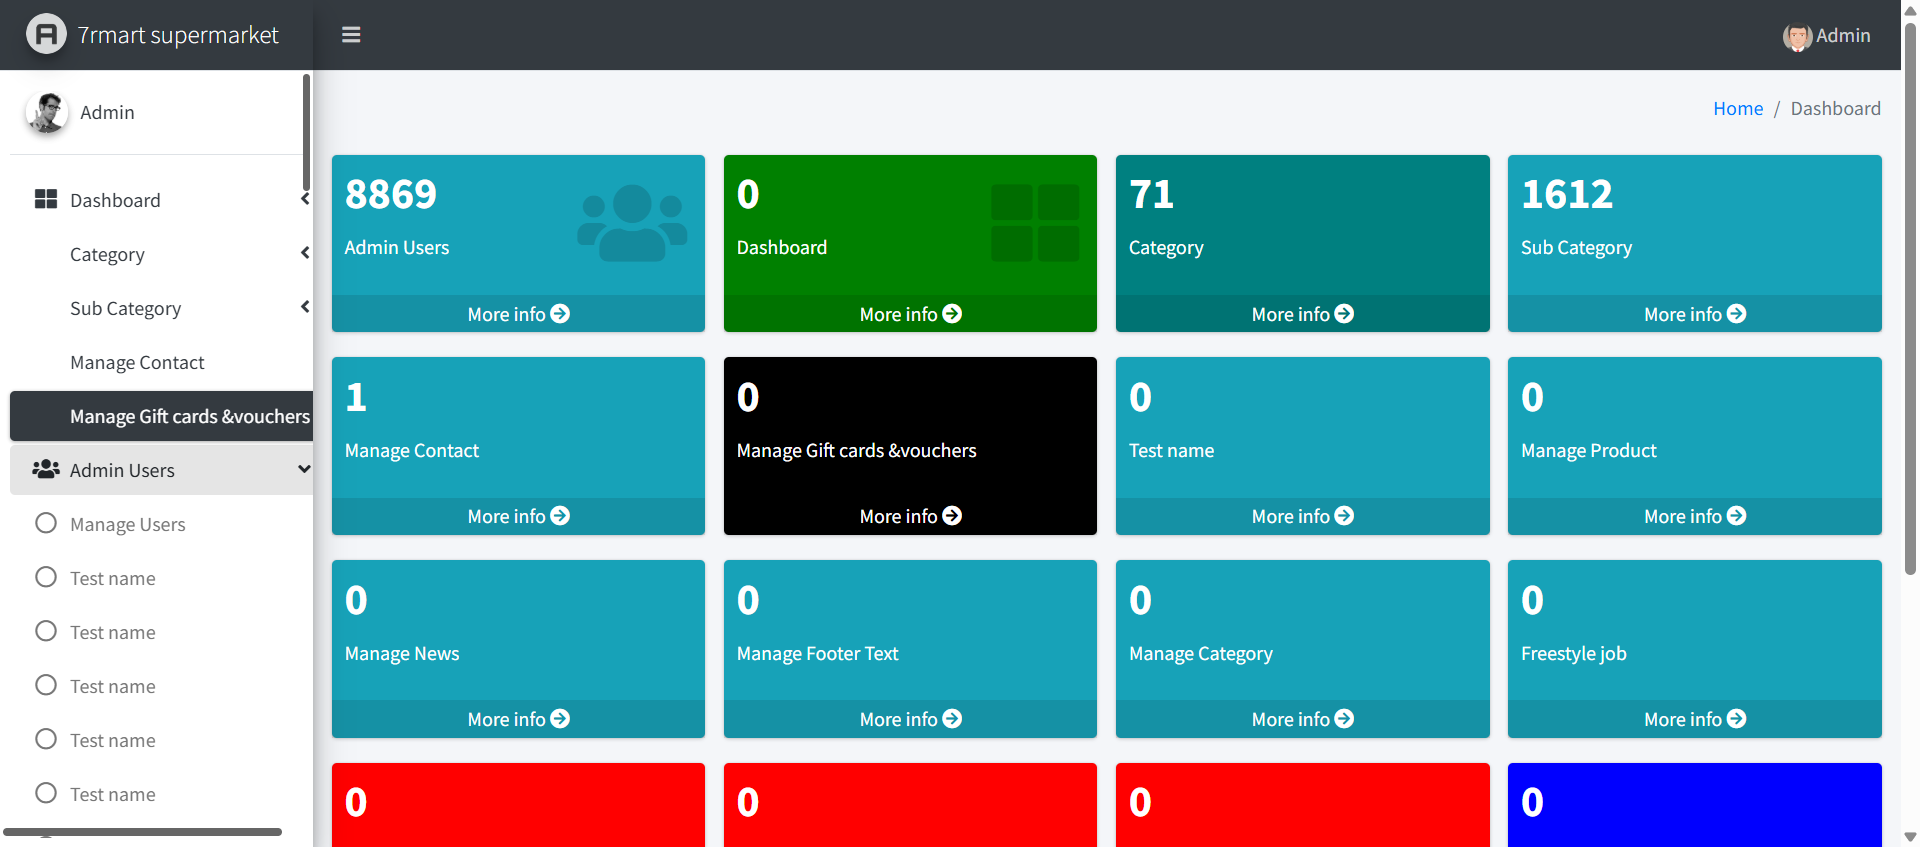 7rmart supermarket
Admin
Admin
Home / Dashboard
Dashboard
Category
Sub Category
Manage Contact
Manage Gift cards &vouchers
Admin Users
Manage Users
Test name
Test name
Test name
Test name
Test name
8869
Admin Users
More info
0
Dashboard
More info
71
Category
More info
1612
Sub Category
More info
1
Manage Contact
More info
0
Manage Gift cards &vouchers
More info
0
Test name
More info
0
Manage Product
More info
0
Manage News
More info
0
Manage Footer Text
More info
0
Manage Category
More info
0
Freestyle job
More info
0
0
0
0